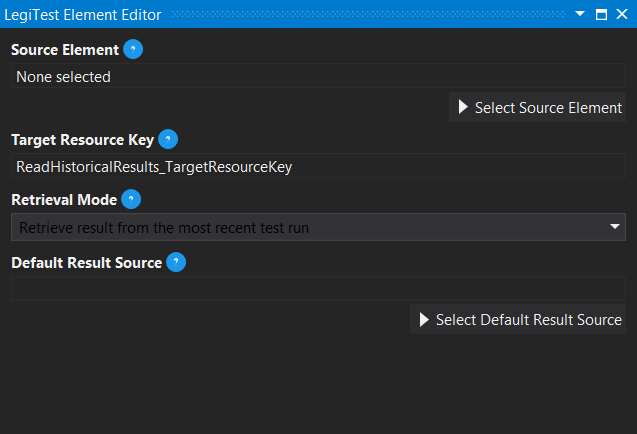 LegiTest Element Editor
Source Element ?
None selected
Select Source Element
Target Resource Key ?
ReadHistoricalResults_TargetResourceKey
Retrieval Mode ?
Retrieve result from the most recent test run
Default Result Source ?
Select Default Result Source